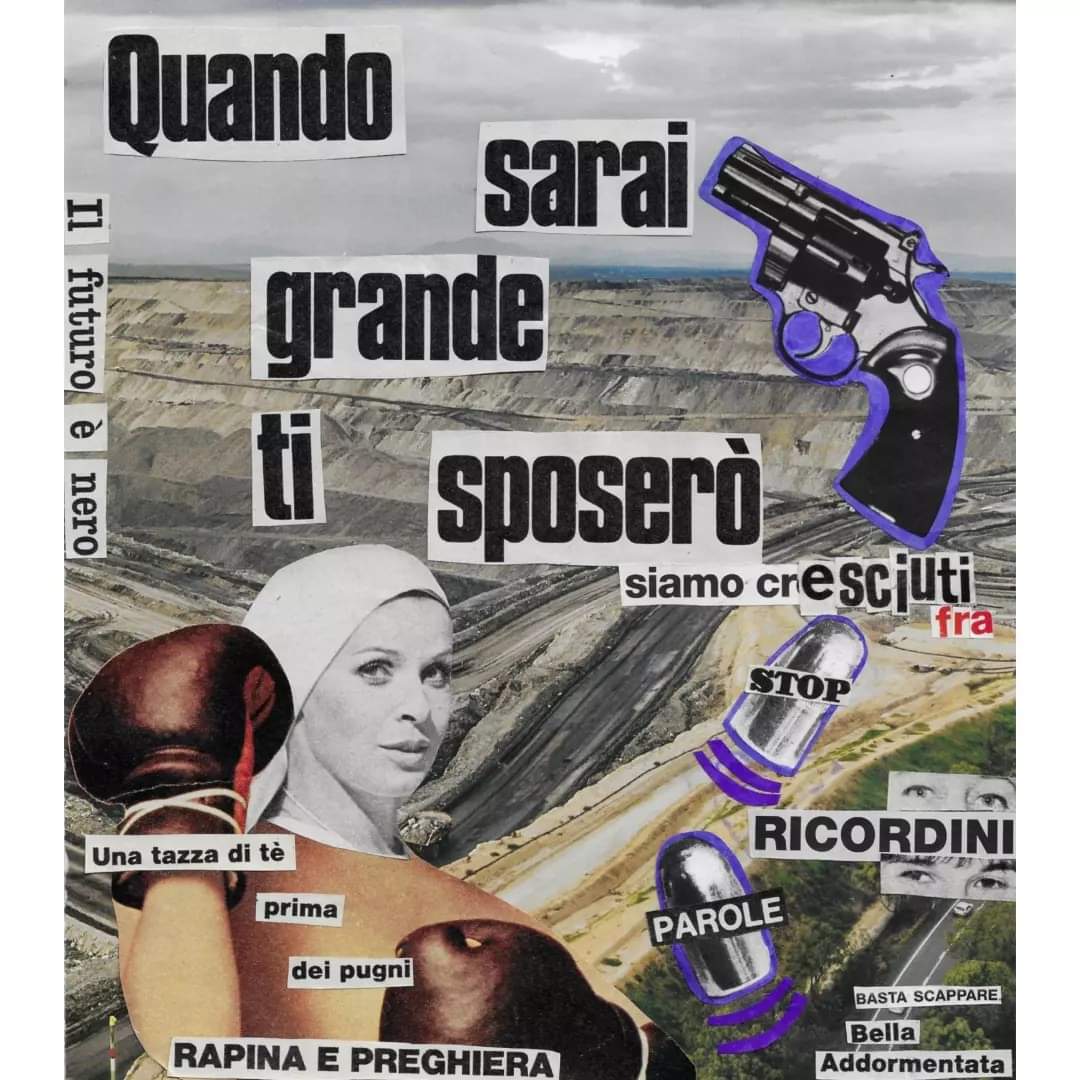 Quando
sarai
grande
ti
sposerò
Il futuro è nero
siamo cresciuti
fra
STOP
RICORDINI
PAROLE
Una tazza di tè
prima
dei pugni
BASTA SCAPPARE
Bella
Addormentata
RAPINA E PREGHIERA